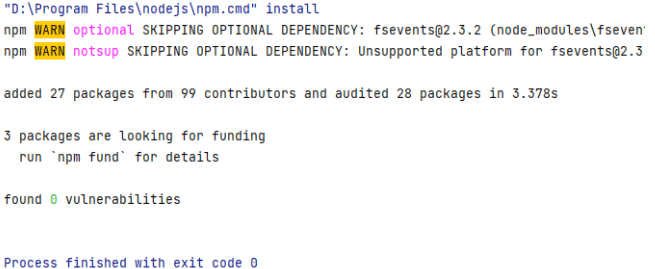 "D:\Program Files\nodejs\npm.cmd" install
npm WARN optional SKIPPING OPTIONAL DEPENDENCY: fsevents@2.3.2 (node_modules\fsevent
npm WARN notsup SKIPPING OPTIONAL DEPENDENCY: Unsupported platform for fsevents@2.3
added 27 packages from 99 contributors and audited 28 packages in 3.378s
3 packages are looking for funding
  run `npm fund` for details
found 0 vulnerabilities
Process finished with exit code 0